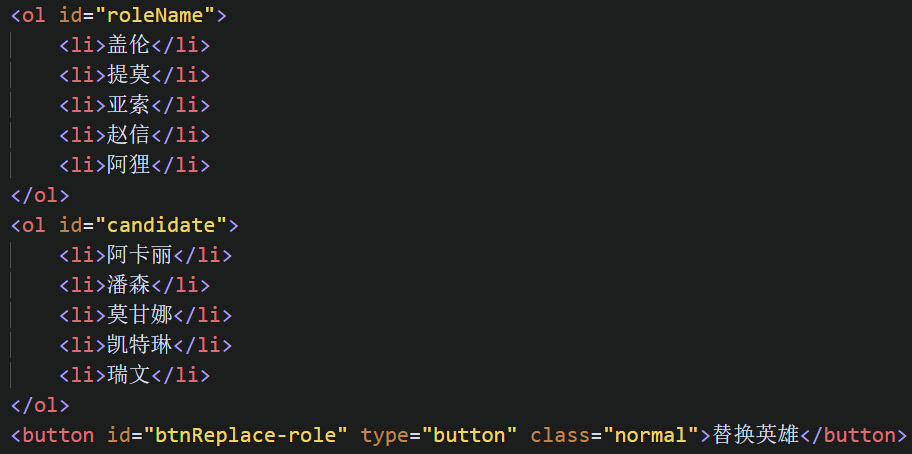 <ol id="roleName">
<li>盖伦</li>
<li>提莫</li>
<li>亚索</li>
<li>赵信</li>
<li>阿狸</li>
</ol>
<ol id="candidate">
<li>阿卡丽</li>
<li>潘森</li>
<li>莫甘娜</li>
<li>凯特琳</li>
<li>瑞文</li>
</ol>
<button id="btnReplace-role" type="button" class="normal">替换英雄</button>